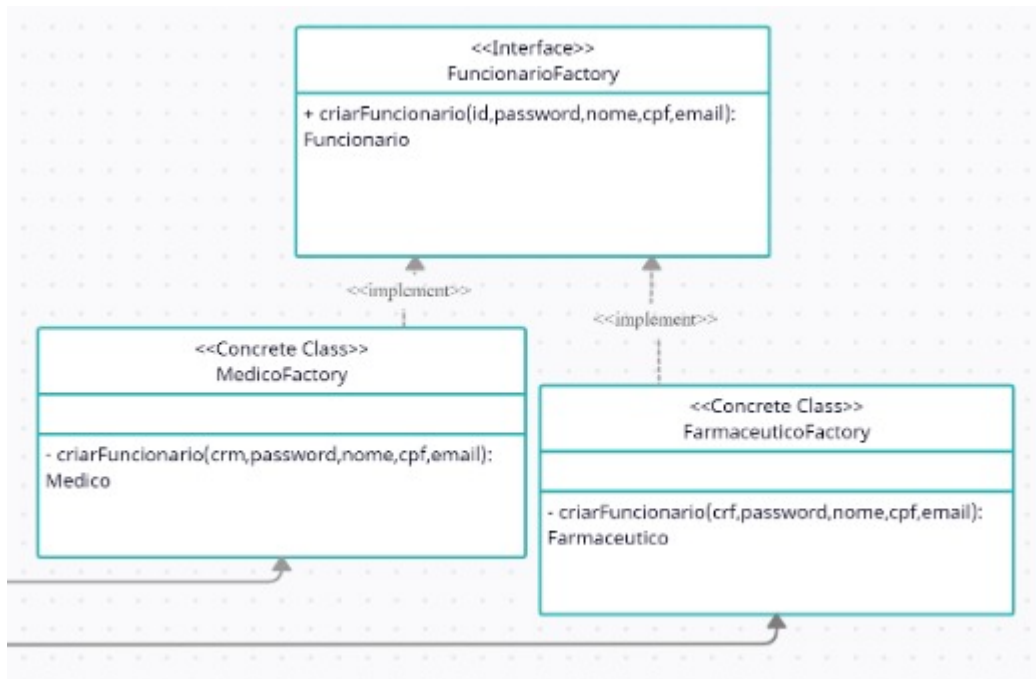 <<Interface>>
FuncionarioFactory
+ criarFuncionario(id,password,nome,cpf,email):
Funcionario
<<implement>>
<<implement>>
<<Concrete Class>>
MedicoFactory
- criarFuncionario(crm,password,nome,cpf,email):
Medico
<<Concrete Class>>
FarmaceuticoFactory
- criarFuncionario(crf,password,nome,cpf,email):
Farmaceutico